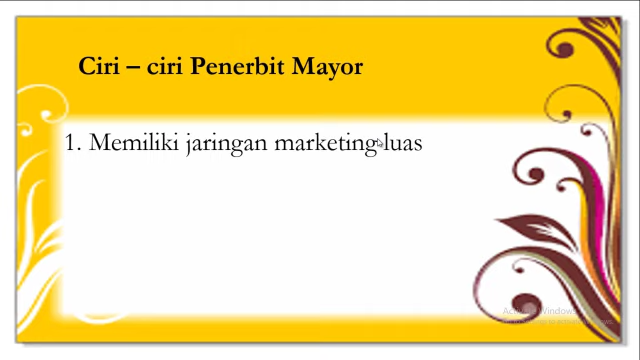 Ciri – ciri Penerbit Mayor
1. Memiliki jaringan marketing luas